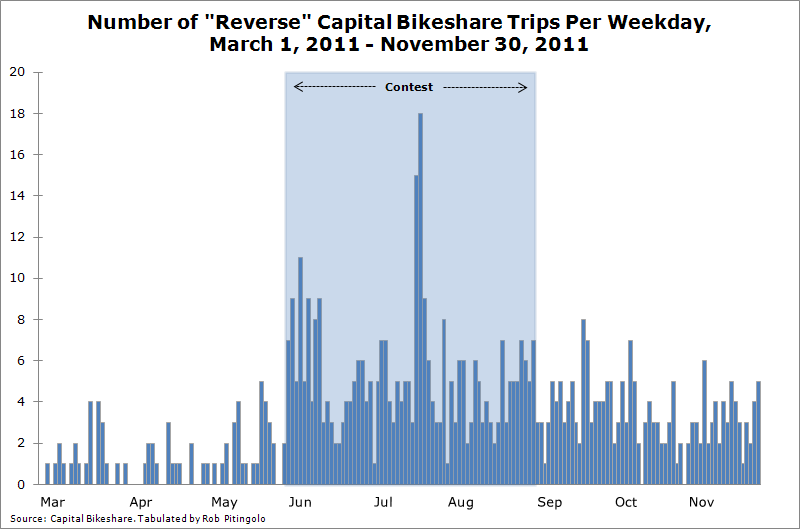 Number of "Reverse" Capital Bikeshare Trips Per Weekday,
March 1, 2011 - November 30, 2011
20
Contest
18
16
14
12
10
8
6
4
2
0
Mar Apr May Jun Jul Aug Sep Oct Nov
Source: Capital Bikeshare. Tabulated by Rob Pitingolo